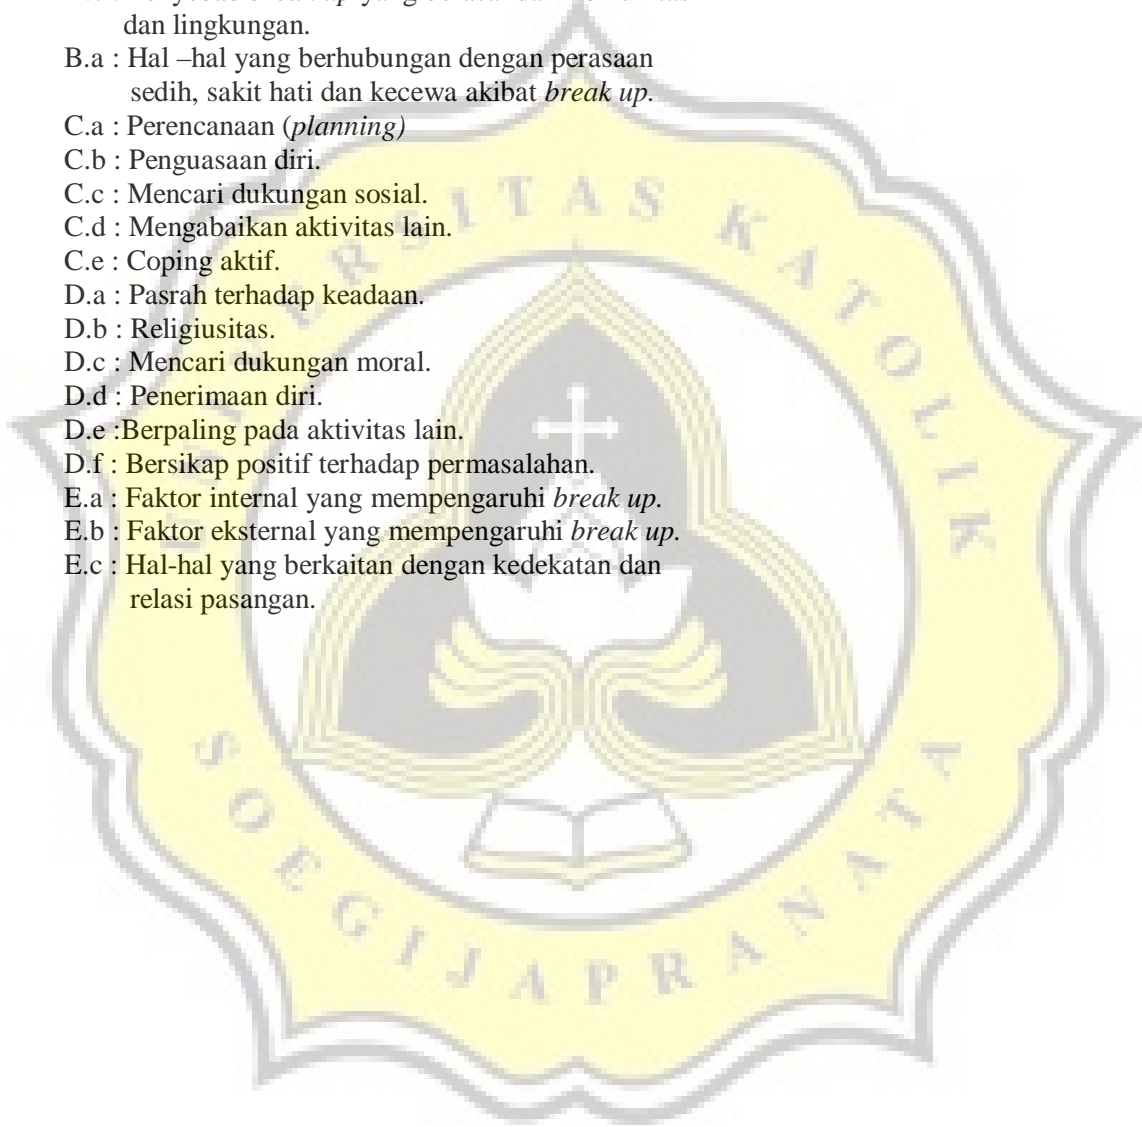 dan lingkungan.
B.a : Hal –hal yang berhubungan dengan perasaan
sedih, sakit hati dan kecewa akibat break up.
C.a : Perencanaan (planning)
C.b : Penguasaan diri.
C.c : Mencari dukungan sosial.
C.d : Mengabaikan aktivitas lain.
C.e : Coping aktif.
D.a : Pasrah terhadap keadaan.
D.b : Religiusitas.
D.c : Mencari dukungan moral.
D.d : Penerimaan diri.
D.e :Berpaling pada aktivitas lain.
D.f : Bersikap positif terhadap permasalahan.
E.a : Faktor internal yang mempengaruhi break up.
E.b : Faktor eksternal yang mempengaruhi break up.
E.c : Hal-hal yang berkaitan dengan kedekatan dan
relasi pasangan.
UNIVERSITAS KATOLIK
SOEGIJAPRANATA